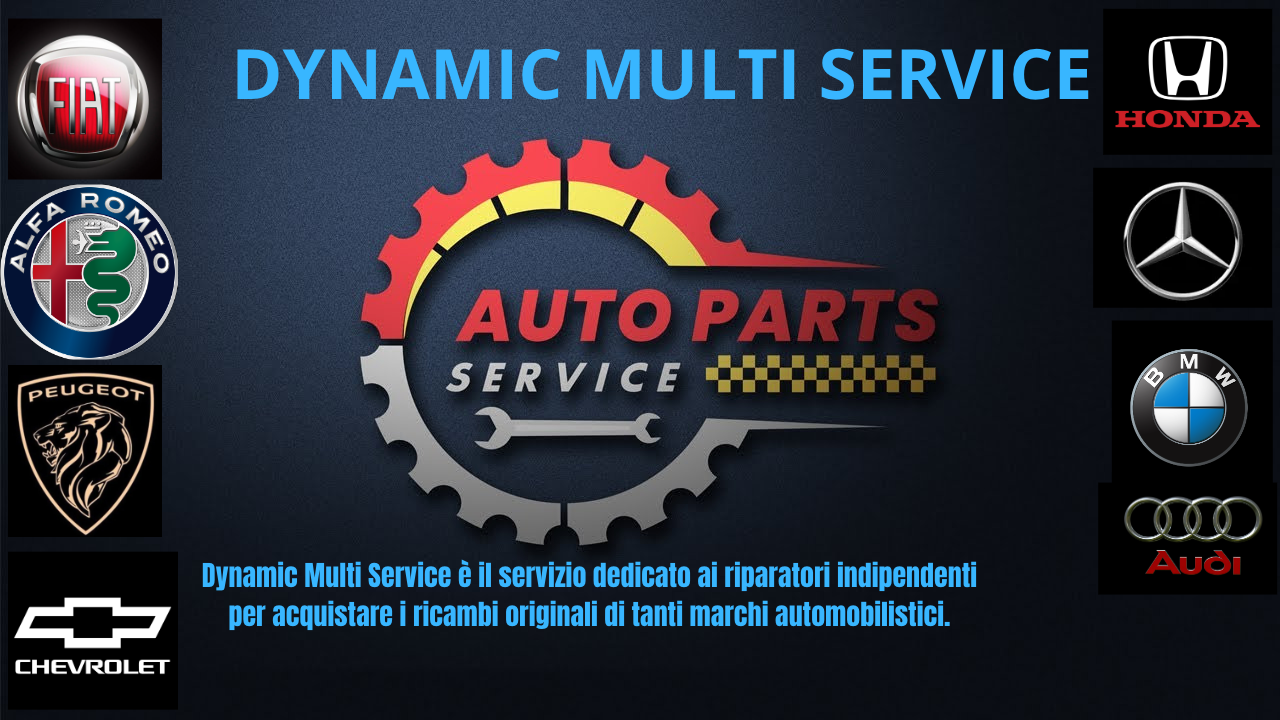 DYNAMIC MULTI SERVICE
FIAT
ALFA ROMEO
PEUGEOT
CHEVROLET
HONDA
BMW
Audi
AUTO PARTS
SERVICE
Dynamic Multi Service è il servizio dedicato ai riparatori indipendenti
per acquistare i ricambi originali di tanti marchi automobilistici.